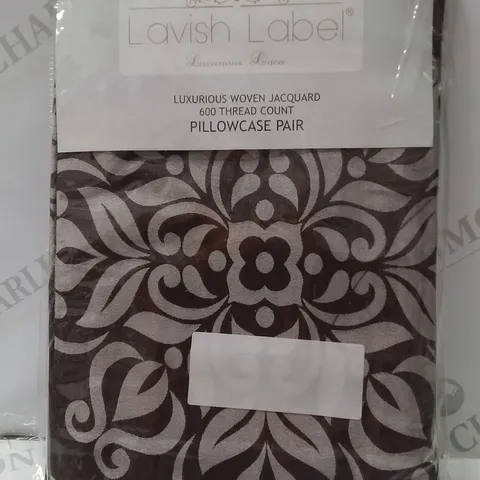 Lavish Label®
Luxurious Linen
LUXURIOUS WOVEN JACQUARD
600 THREAD COUNT
PILLOWCASE PAIR